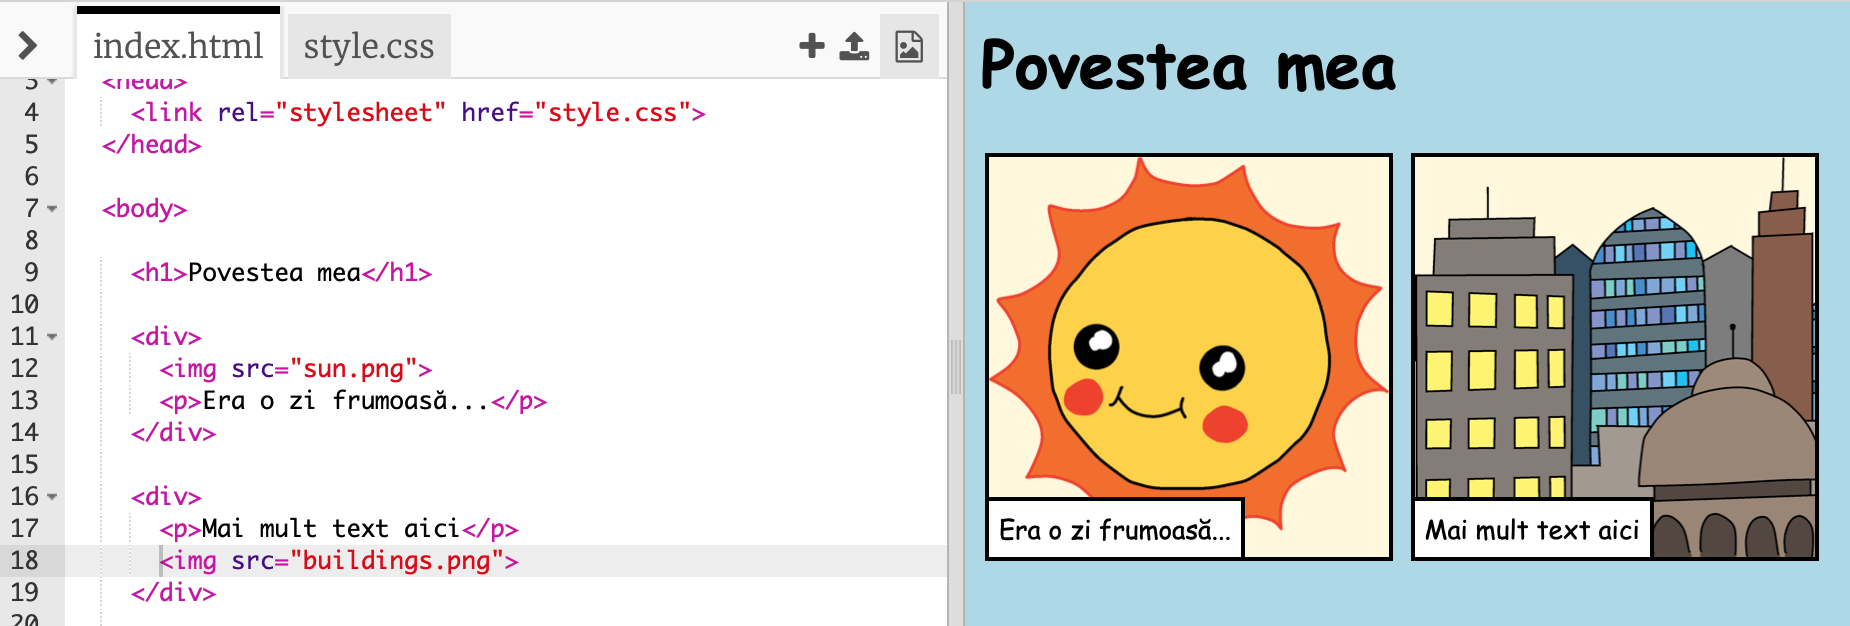 index.html style.css
3 <head>
4 <link rel="stylesheet" href="style.css">
5 </head>
6
7 <body>
8
9 <h1>Povestea mea</h1>
10
11 <div>
12 <img src="sun.png">
13 <p>Era o zi frumoasă...</p>
14 </div>
15
16 <div>
17 <p>Mai mult text aici</p>
18 <img src="buildings.png">
19 </div>
20
Povestea mea
Era o zi frumoasă...
Mai mult text aici